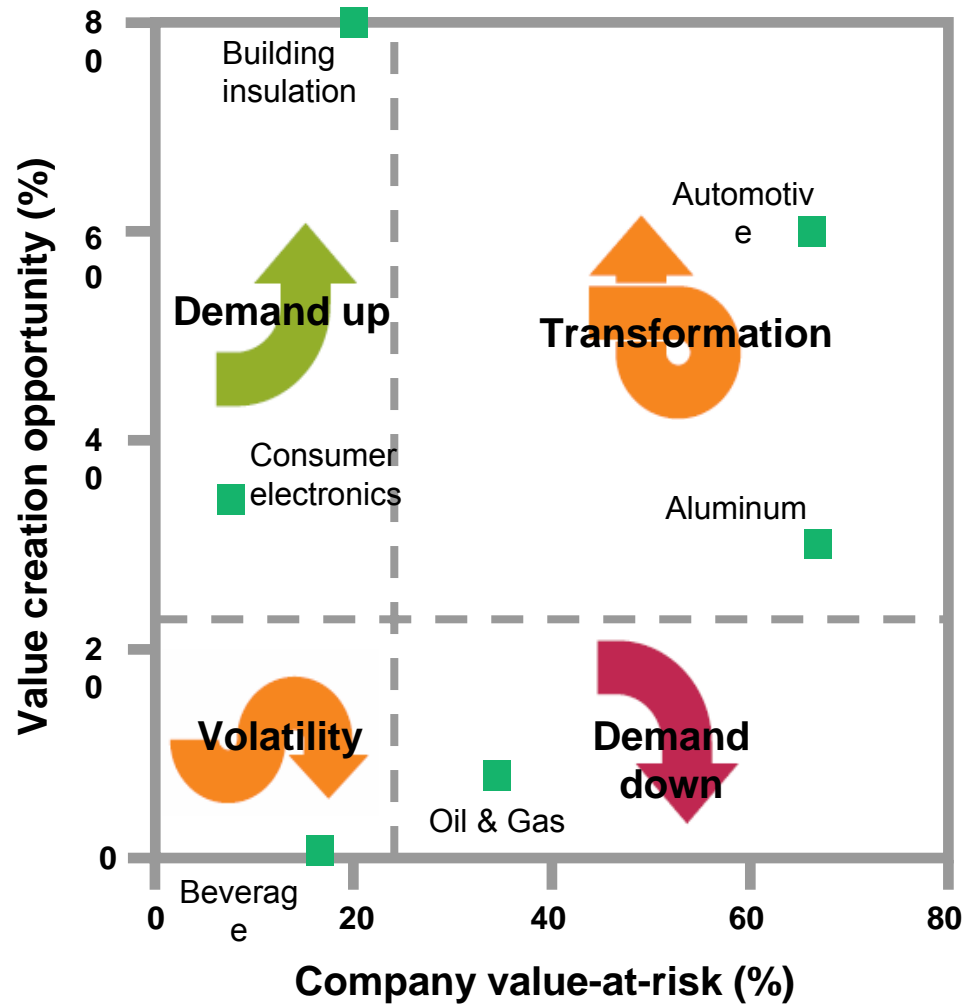 Value creation opportunity (%)
8
0
Building
insulation
Automotiv
e
6
0
Demand up
Transformation
4
0
Consumer
electronics
Aluminum
2
0
Volatility
Demand
down
Oil & Gas
0
Beverag
e
0
20
40
60
80
Company value-at-risk (%)